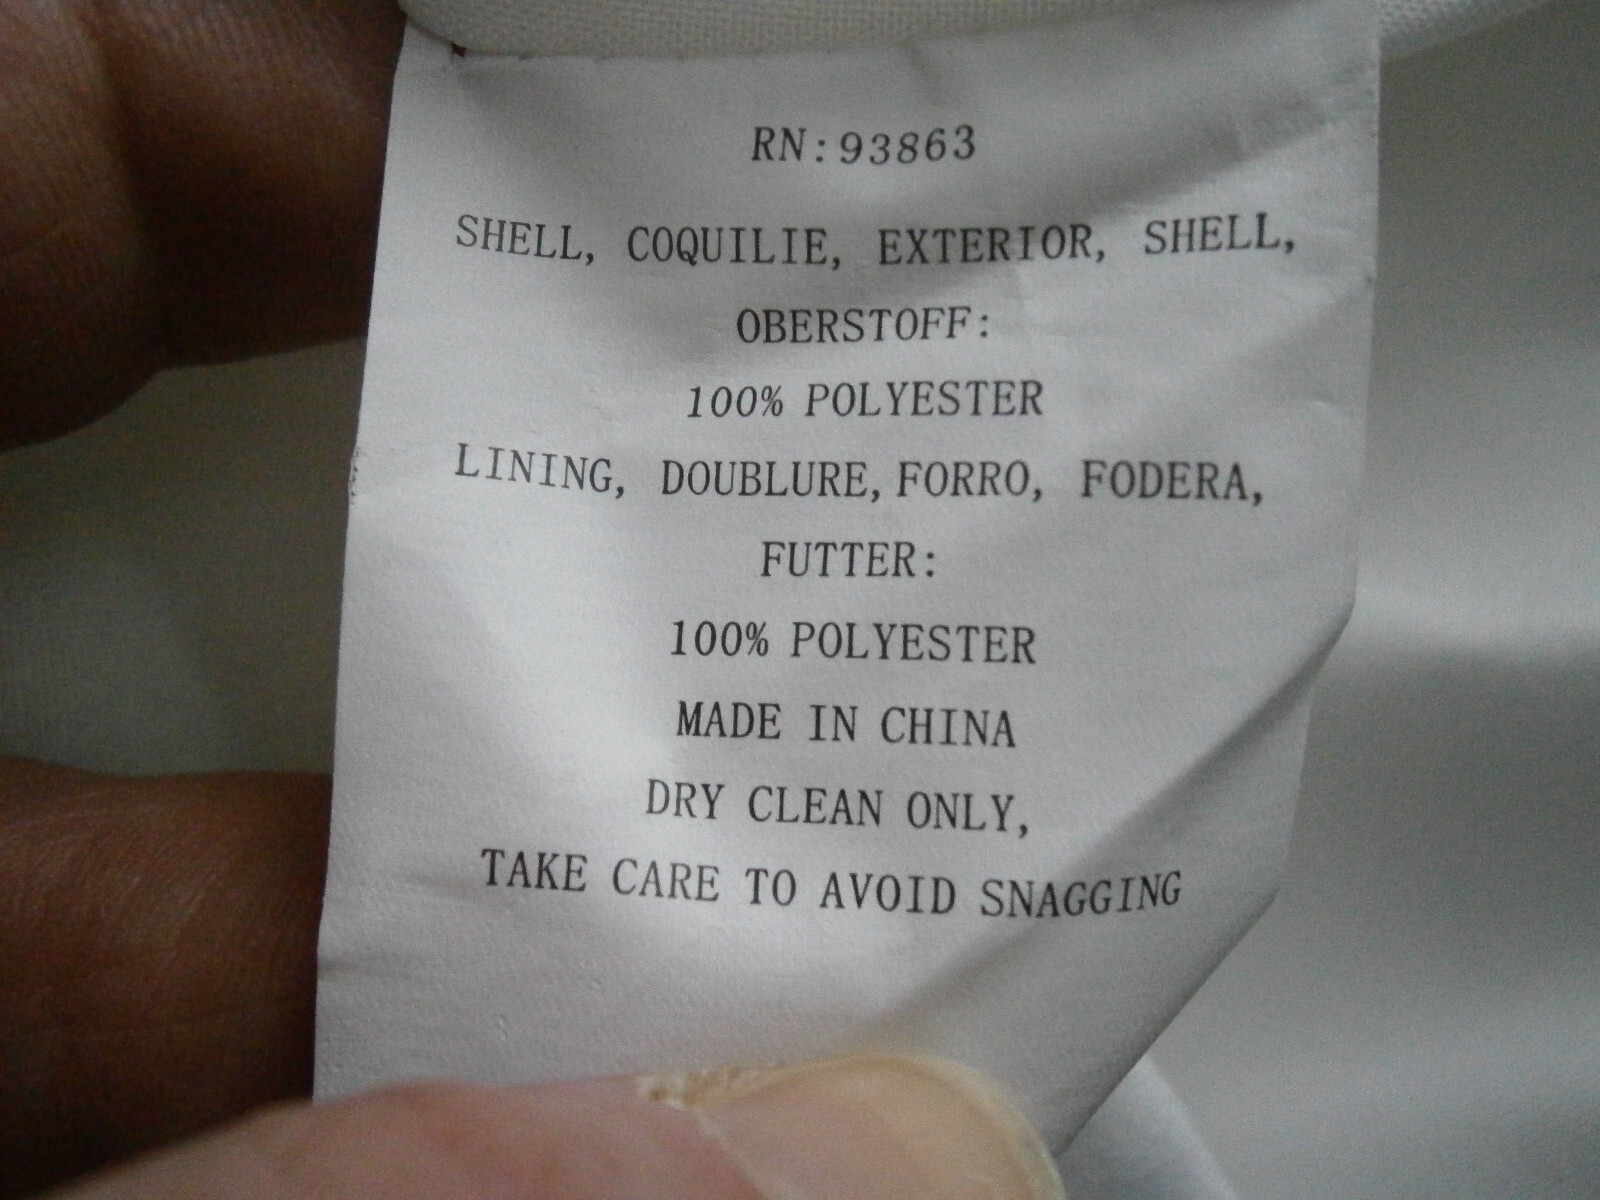 RN:93863
SHELL, COQUILIE, EXTERIOR, SHELL,
OBERSTOFF:
100% POLYESTER
LINING, DOUBLURE, FORRO, FODERA,
FUTTER:
100% POLYESTER
MADE IN CHINA
DRY CLEAN ONLY,
TAKE CARE TO AVOID SNAGGING